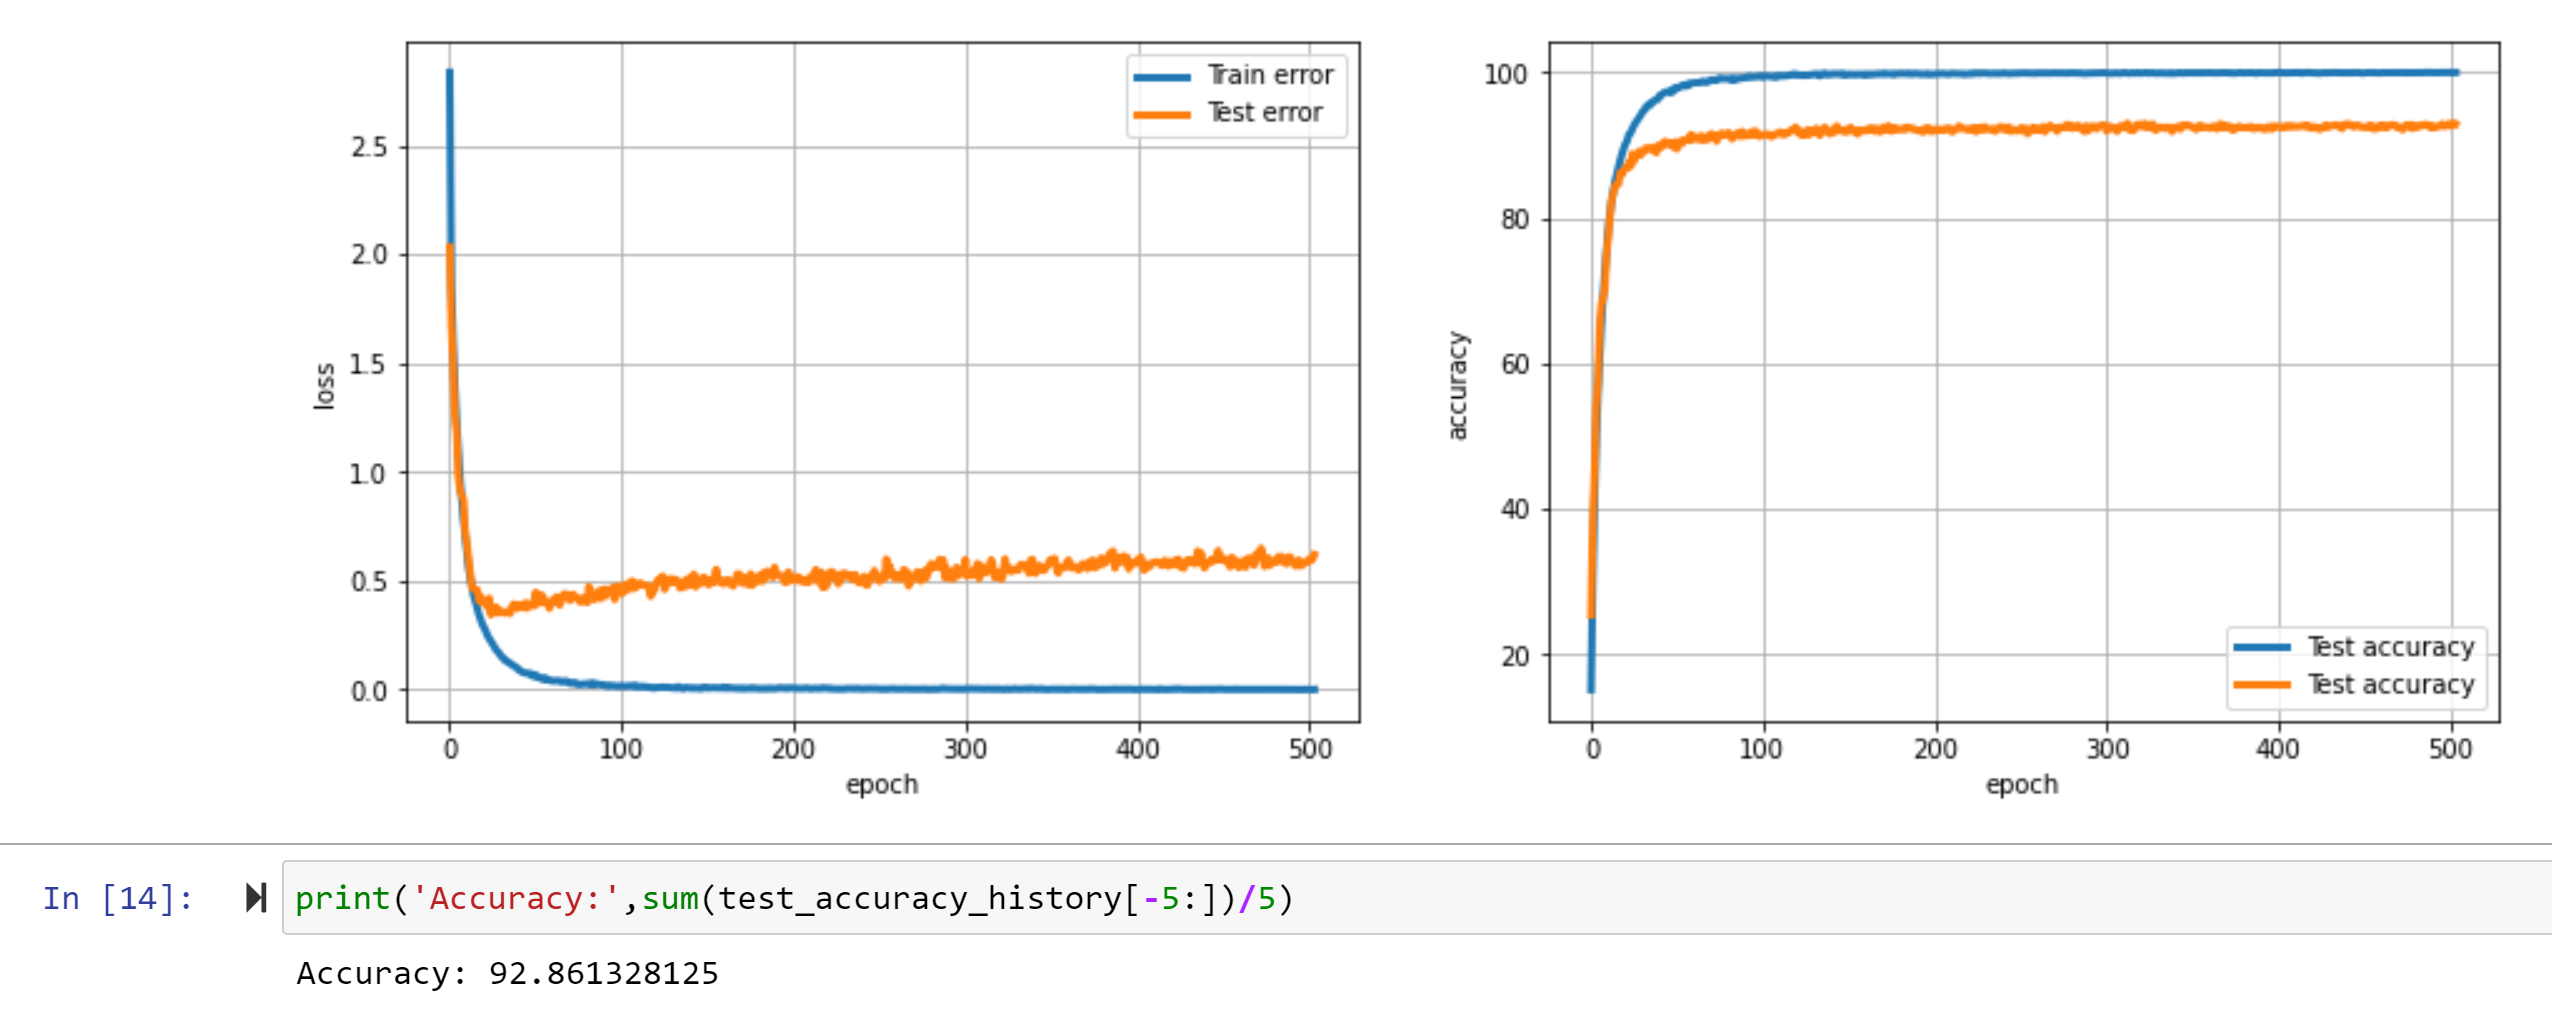 Train error
Test error
2.5
2.0
1.5
1.0
0.5
0.0
loss
0 100 200 300 400 500
epoch
100
80
60
40
20
accuracy
Test accuracy
Test accuracy
0 100 200 300 400 500
epoch
In [14]: print('Accuracy:',sum(test_accuracy_history[-5:])/5)
Accuracy: 92.861328125